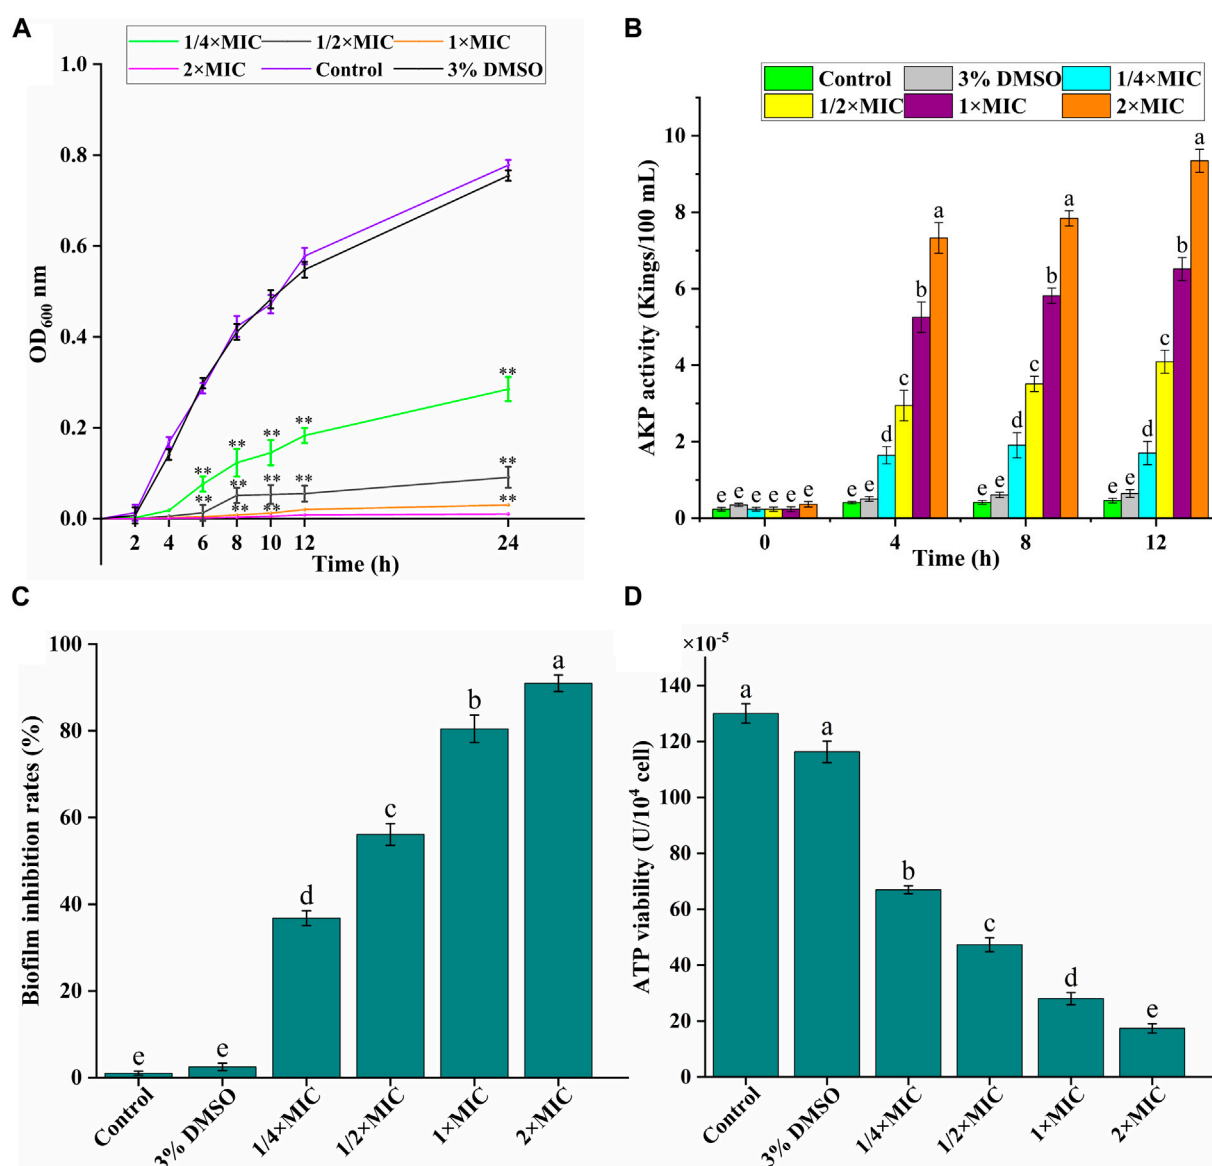 A
1/4×MIC 1/2×MIC 1×MIC
2×MIC Control 3% DMSO
1.0
0.8
0.6
0.4
0.2
0.0
OD600 nm
** ** ** ** **
** ** ** ** **
** ** **
2 4 6 8 10 12 24
Time (h)
B
Control 3% DMSO 1/4×MIC
1/2×MIC 1×MIC 2×MIC
10
8
6
4
2
0
AKP activity (Kings/100 mL)
e e e e e e
e e d c b a
e e d c b a
e e d c b a
0 4 8 12
Time (h)
C
100
80
60
40
20
0
Biofilm inhibition rates (%)
e e d c b a
Control 3% DMSO 1/4×MIC 1/2×MIC 1×MIC 2×MIC
D
×10-5
140
120
100
80
60
40
20
0
ATP viability (U/104 cell)
a a b c d e
Control 3% DMSO 1/4×MIC 1/2×MIC 1×MIC 2×MIC